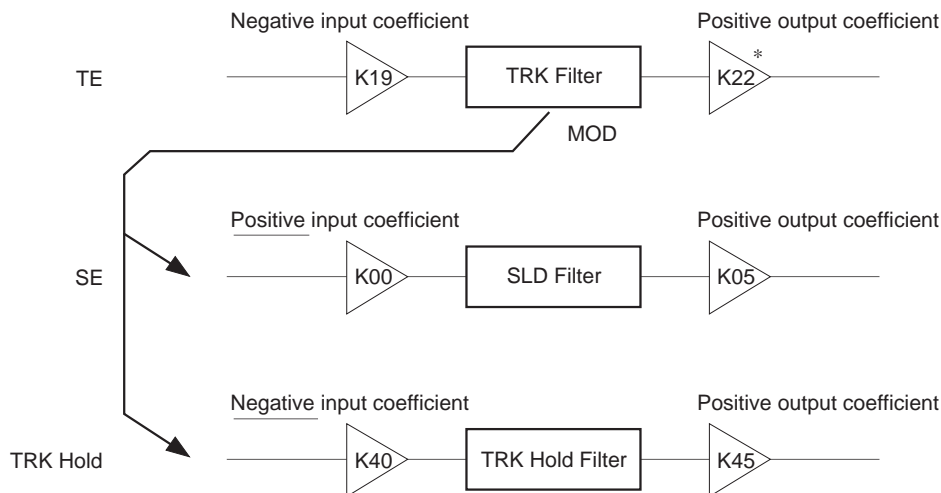 Negative input coefficient
Positive output coefficient
TE
K19
TRK Filter
K22
*
MOD
Positive input coefficient
Positive output coefficient
SE
K00
SLD Filter
K05
Negative input coefficient
Positive output coefficient
TRK Hold
K40
TRK Hold Filter
K45